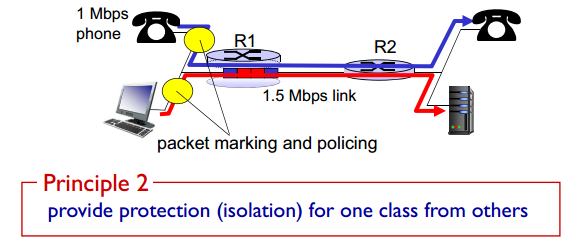 1 Mbps
phone
R1
R2
1.5 Mbps link
packet marking and policing
Principle 2
provide protection (isolation) for one class from others